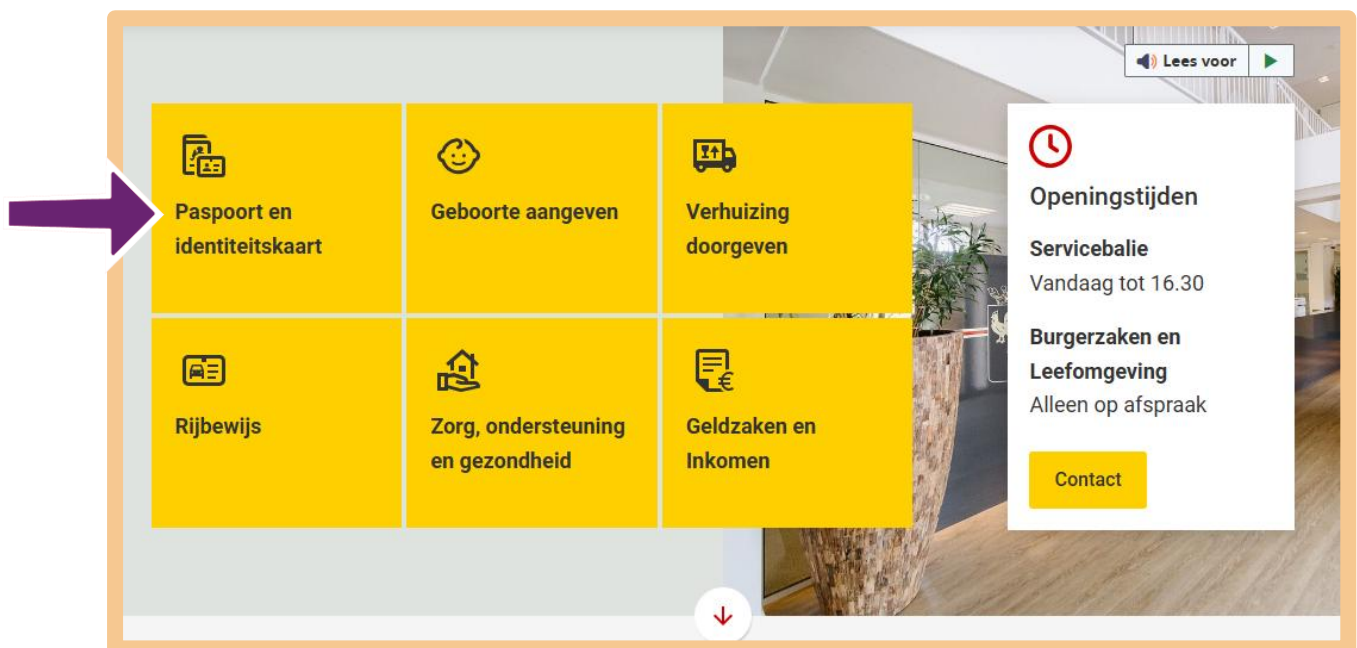 Lees voor
Paspoort en
identiteitskaart
Geboorte aangeven
Verhuizing
doorgeven
Rijbewijs
Zorg, ondersteuning
en gezondheid
Geldzaken en
Inkomen
Openingstijden
Servicebalie
Vandaag tot 16.30
Burgerzaken en
Leefomgeving
Alleen op afspraak
Contact